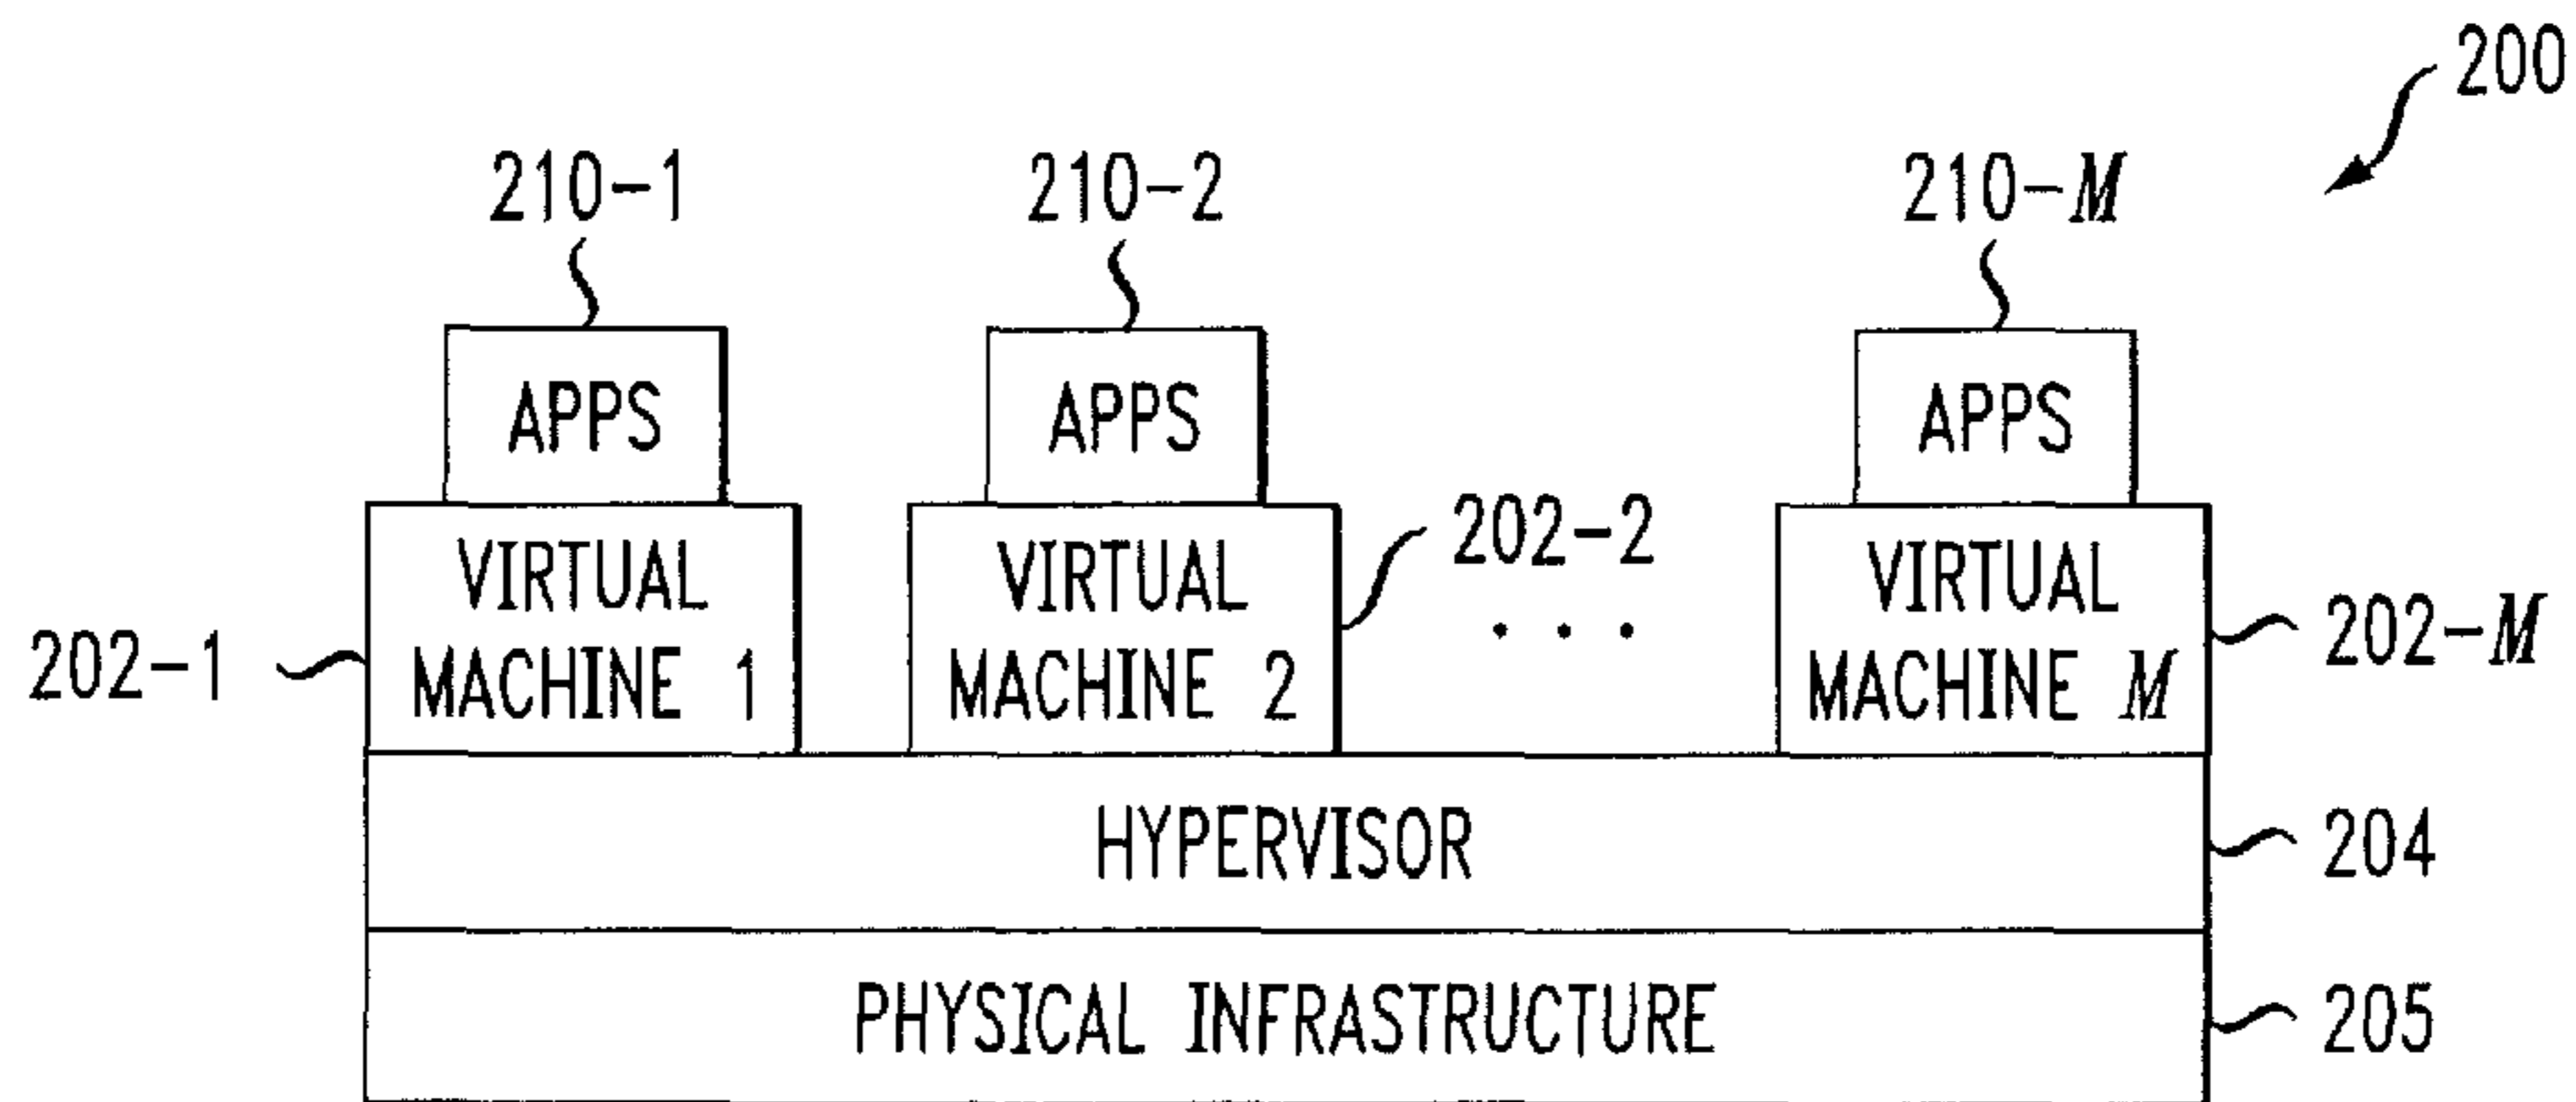 200
210-1 210-2 210-M
APPS APPS APPS
202-2
VIRTUAL MACHINE 1
VIRTUAL MACHINE 2
VIRTUAL MACHINE M
202-1
• • •
202-M
HYPERVISOR
204
PHYSICAL INFRASTRUCTURE
205